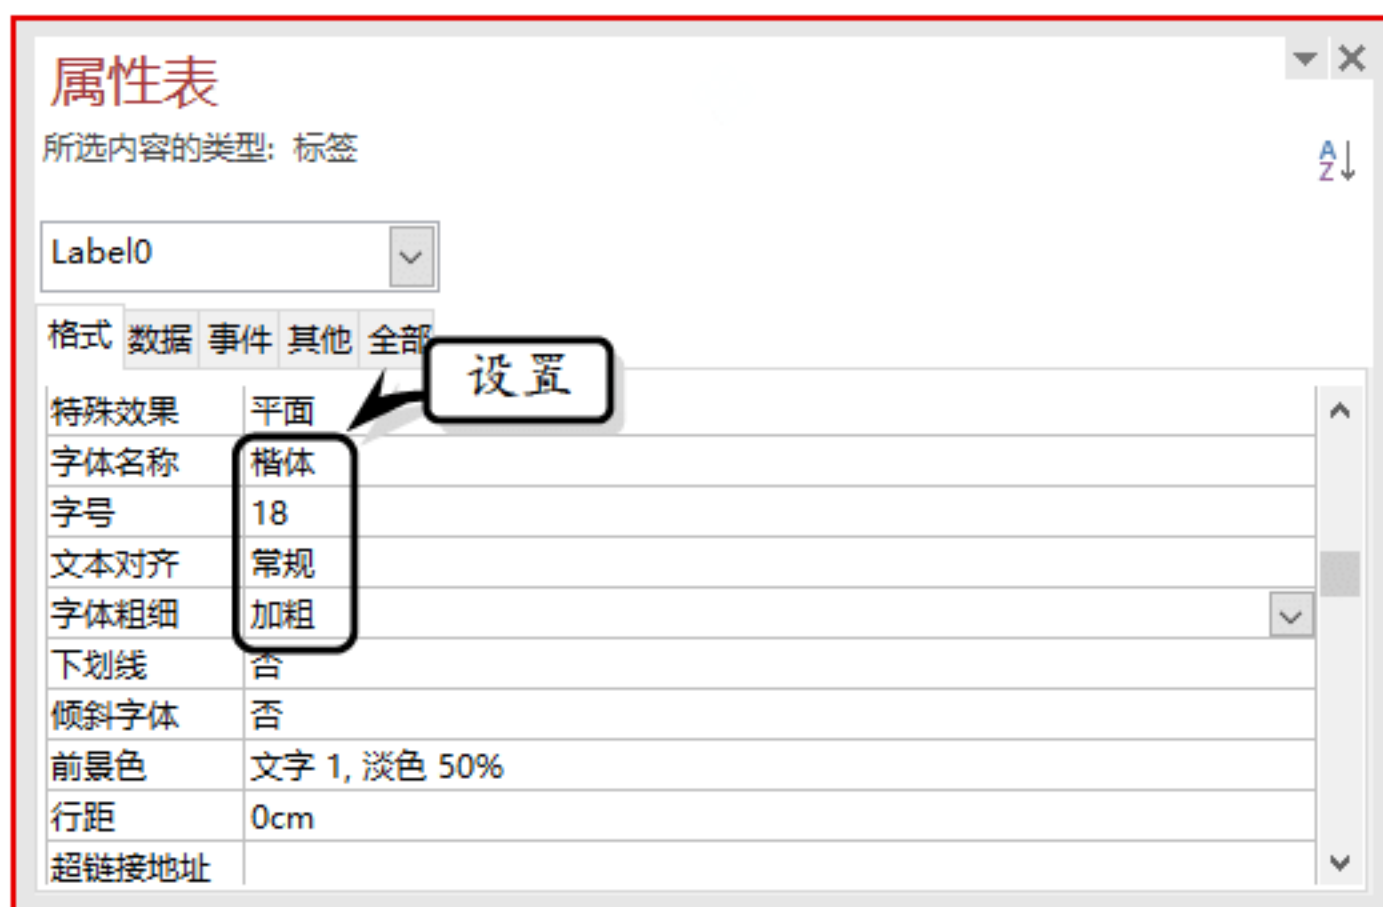 属性表
所选内容的类型: 标签
Label0
格式 数据 事件 其他 全部
设置
特殊效果 平面
字体名称 楷体
字号 18
文本对齐 常规
字体粗细 加粗
下划线 否
倾斜字体 否
前景色 文字 1, 淡色 50%
行距 0cm
超链接地址